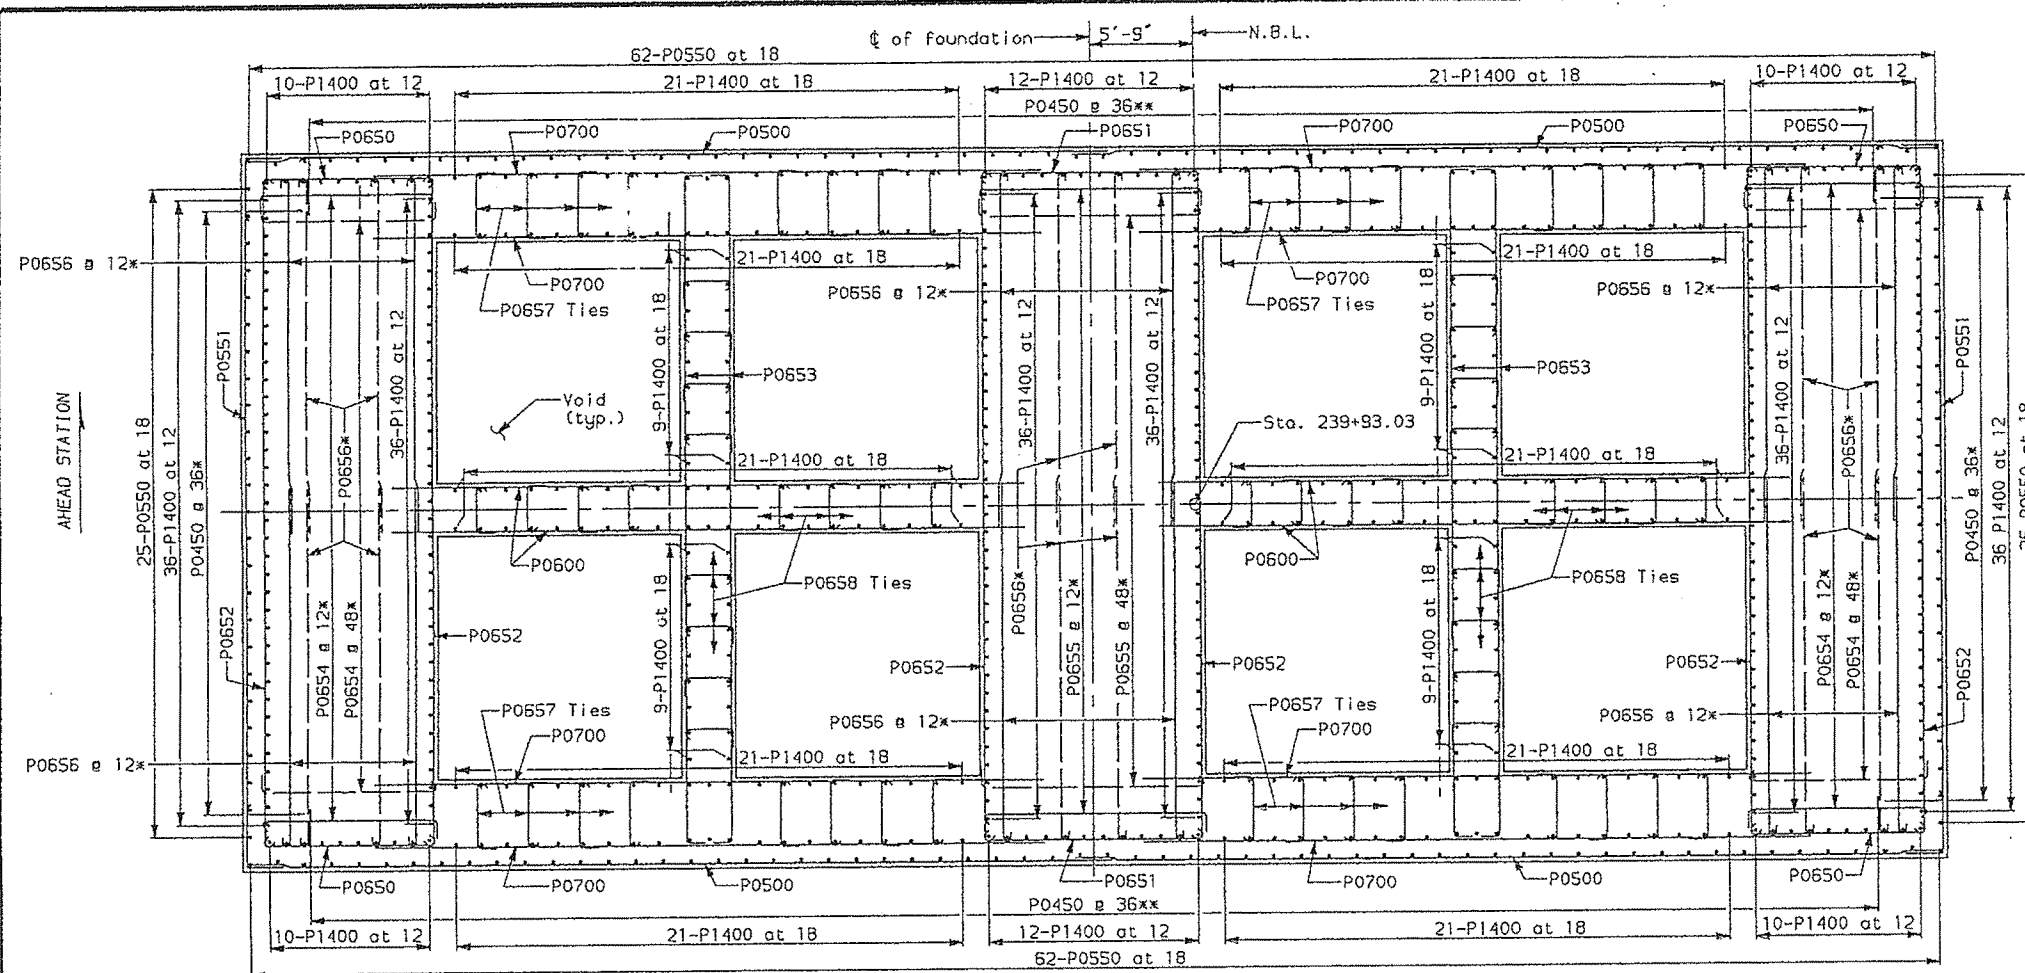 ₵ of foundation 5'-9" N.B.L.
62-P0550 at 18
10-P1400 at 12 21-P1400 at 18 12-P1400 at 12 21-P1400 at 18 10-P1400 at 12
P0450 @ 36**
P0650 P0700 P0500 P0651 P0700 P0500 P0650
P0656 @ 12*
21-P1400 at 18
21-P1400 at 18
P0700
P0656 @ 12*
P0700
P0656 @ 12*
P0657 Ties
P0657 Ties
36-P1400 at 12
9-P1400 at 18
36-P1400 at 12
36-P1400 at 12
9-P1400 at 18
36-P1400 at 12
P0551
P0551
P0653
P0653
Void
(typ.)
Sta. 239+93.03
AHEAD STATION
25-P0550 at 18
36-P1400 at 12
P0450 @ 36*
P0656*
P0656*
P0450 @ 36*
36 P1400 at 12
21-P1400 at 18
21-P1400 at 18
P0600
P0600
P0658 Ties
P0658 Ties
P0652
P0654 @ 12*
P0654 @ 48*
P0652
9-P1400 at 18
P0652
P0656*
P0655 @ 12*
P0655 @ 48*
P0652
9-P1400 at 18
P0652
P0654 @ 12*
P0654 @ 48*
P0652
P0657 Ties
P0700
P0656 @ 12*
P0657 Ties
P0700
P0656 @ 12*
P0656 @ 12*
21-P1400 at 18
21-P1400 at 18
P0650 P0700 P0500 P0651 P0700 P0500 P0650
P0450 @ 36**
10-P1400 at 12 21-P1400 at 18 12-P1400 at 12 21-P1400 at 18 10-P1400 at 12
62-P0550 at 18